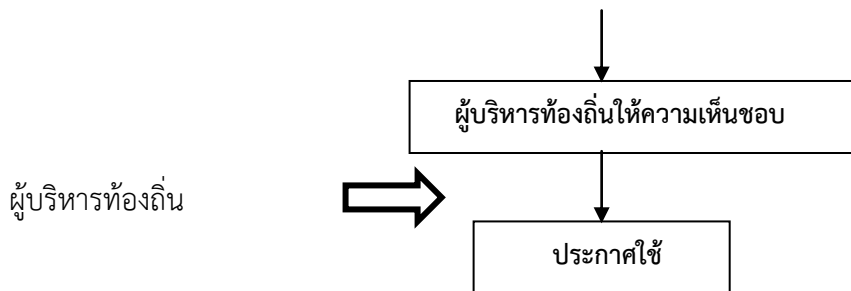 ผู้บริหารท้องถิ่นให้ความเห็นชอบ
ผู้บริหารท้องถิ่น
ประกาศใช้